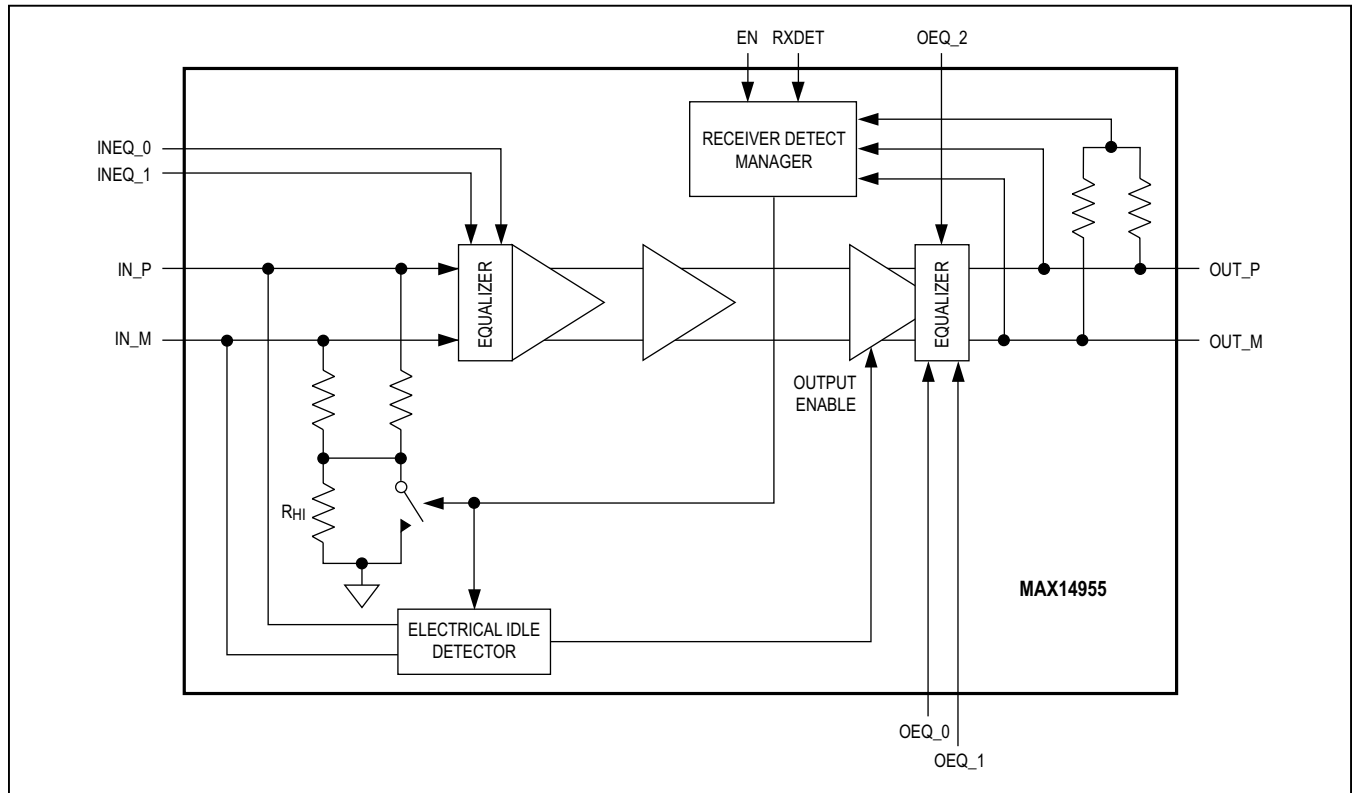 EN RXDET OEQ_2
RECEIVER DETECT
MANAGER
INEQ_0
INEQ_1
IN_P
EQUALIZER
EQUALIZER
OUT_P
IN_M
OUT_M
OUTPUT
ENABLE
RHI
MAX14955
ELECTRICAL IDLE
DETECTOR
OEQ_0
OEQ_1